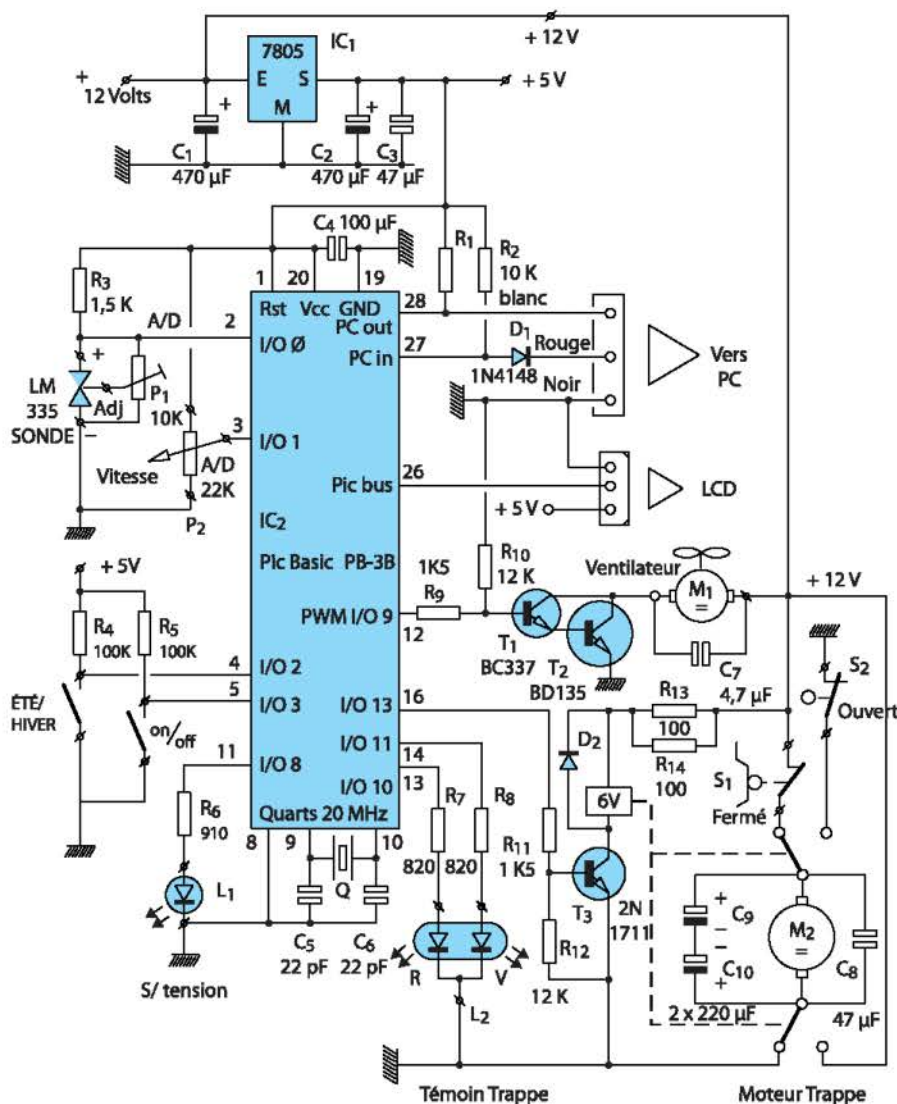 + 12 V
7805
IC1
E S
M
+
12 Volts
+ 5 V
+
C1
470 µF
+
C2
470 µF
C3
47 µF
C4 100 µF
R1
R2
10 K
blanc
R3
1,5 K
1
20
19
Rst
Vcc
GND
PC out
28
2
A/D
I/O Ø
PC in
27
D1
1N4148
Rouge
Noir
Vers
PC
+
LM
335
SONDE –
Adj
P1
10K
3
I/O 1
Vitesse
A/D
22K
P2
Pic bus
26
LCD
+ 5 V
IC2
Pic Basic PB-3B
+ 5V
R4
100K
R5
100K
1K5
R9
R10
12 K
PWM I/O 9
12
T1
BC337
T2
BD135
Ventilateur
M1
=
+ 12 V
C7
4,7 µF
4
I/O 2
5
I/O 3
ÉTÉ/
HIVER
on/off
I/O 13
16
I/O 11
14
I/O 10
13
11
I/O 8
R6
910
Quarts 20 MHz
8
9
10
Q
C5
22 pF
C6
22 pF
L1
S/ tension
R7
820
R8
820
R
V
L2
D2
6V
R11
1 K5
T3
2N
1711
R12
12 K
R13
100
R14
100
S2
Ouvert
S1
Fermé
+
C9
–
–
C10
+
M2
=
C8
2 x 220 µF
47 µF
Témoin Trappe
Moteur Trappe